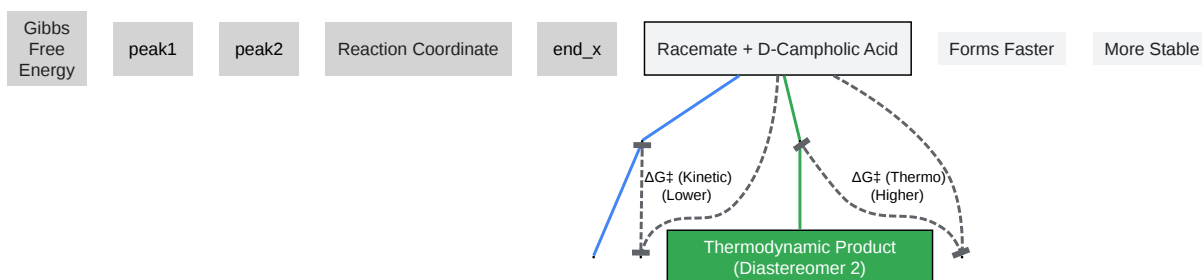 Gibbs
Free
Energy
peak1
peak2
Reaction Coordinate
end_x
Racemate + D-Campholic Acid
Forms Faster
More Stable
ΔG‡ (Kinetic)
(Lower)
ΔG‡ (Thermo)
(Higher)
Thermodynamic Product
(Diastereomer 2)